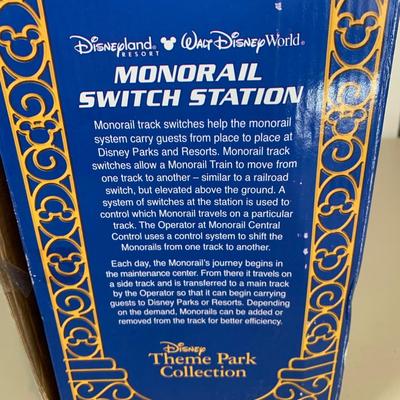 Disneyland Walt Disney World
RESORT
MONORAIL
SWITCH STATION
Monorail track switches help the monorail
system carry guests from place to place at
Disney Parks and Resorts. Monorail track
switches allow a Monorail Train to move from
one track to another – similar to a railroad
switch, but elevated above the ground. A
system of switches at the station is used to
control which Monorail travels on a particular
track. The Operator at Monorail Central
Control uses a control system to shift the
Monorails from one track to another.
Each day, the Monorail's journey begins in
the maintenance center. From there it travels on
a side track and is transferred to a main track
by the Operator so that it can begin carrying
guests to Disney Parks or Resorts. Depending
on the demand, Monorails can be added or
removed from the track for better efficiency.
Disney
Theme Park
Collection